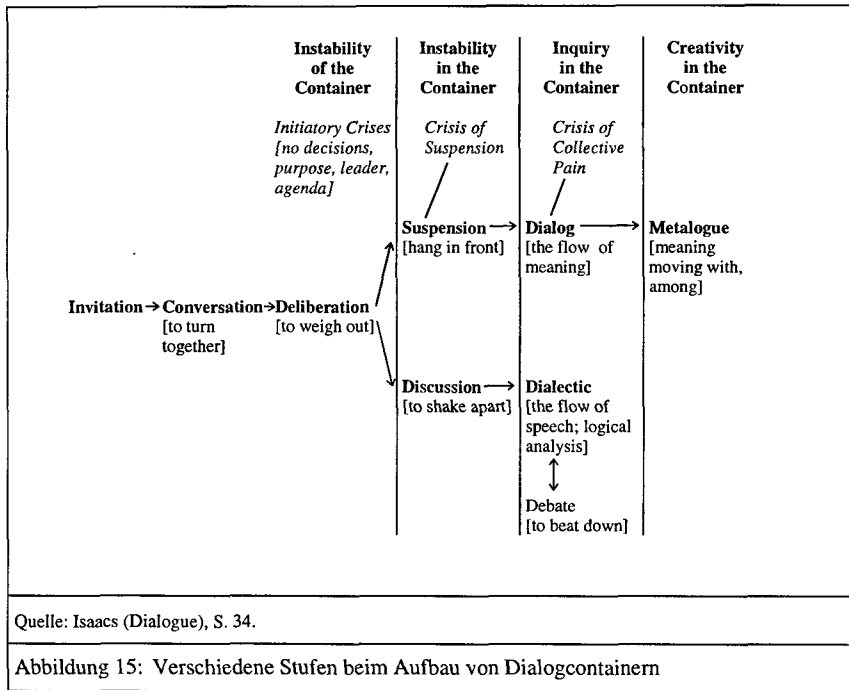 Instability of the Container
Instability in the Container
Inquiry in the Container
Creativity in the Container
Initiatory Crises
[no decisions,
purpose, leader,
agenda]
Crisis of
Suspension
Crisis of
Collective
Pain
Suspension → Dialog → Metalogue
[hang in front]
[the flow of
meaning]
[meaning
moving with,
among]
Invitation → Conversation → Deliberation
[to turn
together]
[to weigh out]
Discussion → Dialectic
[to shake apart]
[the flow of
speech; logical
analysis]
Debate
[to beat down]
Quelle: Isaacs (Dialogue), S. 34.
Abbildung 15: Verschiedene Stufen beim Aufbau von Dialogcontainern